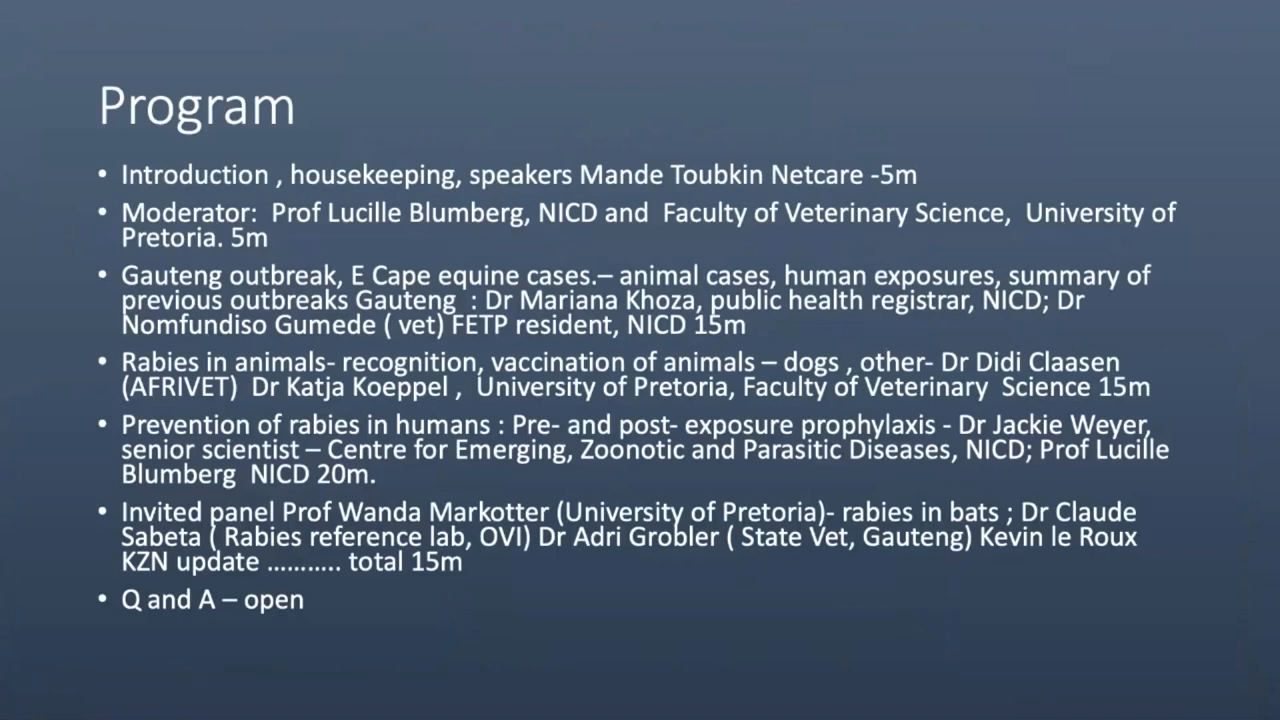 Program
• Introduction , housekeeping, speakers Mande Toubkin Netcare -5m
• Moderator:  Prof Lucille Blumberg, NICD and  Faculty of Veterinary Science,  University of
Pretoria. 5m
• Gauteng outbreak, E Cape equine cases.– animal cases, human exposures, summary of
previous outbreaks Gauteng  : Dr Mariana Khoza, public health registrar, NICD; Dr
Nomfundiso Gumede ( vet) FETP resident, NICD 15m
• Rabies in animals- recognition, vaccination of animals – dogs , other- Dr Didi Claasen
(AFRIVET)  Dr Katja Koeppel ,  University of Pretoria, Faculty of Veterinary  Science 15m
• Prevention of rabies in humans : Pre- and post- exposure prophylaxis - Dr Jackie Weyer,
senior scientist – Centre for Emerging, Zoonotic and Parasitic Diseases, NICD; Prof Lucille
Blumberg  NICD 20m.
• Invited panel Prof Wanda Markotter (University of Pretoria)- rabies in bats ; Dr Claude
Sabeta ( Rabies reference lab, OVI) Dr Adri Grobler ( State Vet, Gauteng) Kevin le Roux
KZN update ……….. total 15m
• Q and A – open